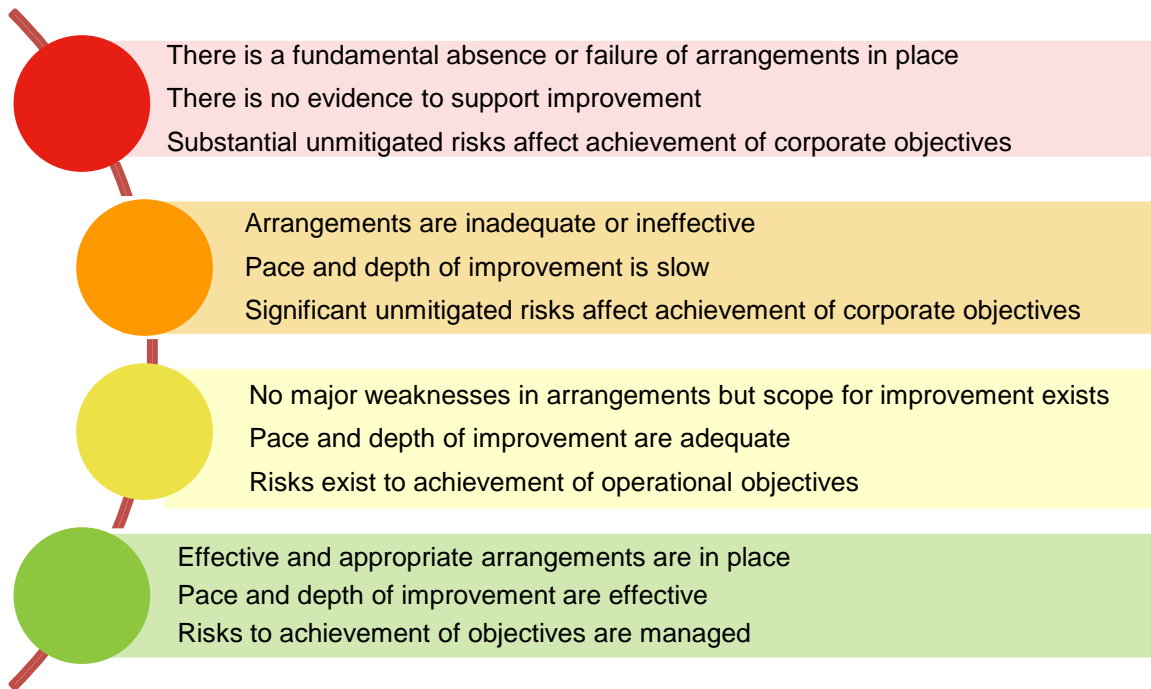 There is a fundamental absence or failure of arrangements in place
There is no evidence to support improvement
Substantial unmitigated risks affect achievement of corporate objectives
Arrangements are inadequate or ineffective
Pace and depth of improvement is slow
Significant unmitigated risks affect achievement of corporate objectives
No major weaknesses in arrangements but scope for improvement exists
Pace and depth of improvement are adequate
Risks exist to achievement of operational objectives
Effective and appropriate arrangements are in place
Pace and depth of improvement are effective
Risks to achievement of objectives are managed